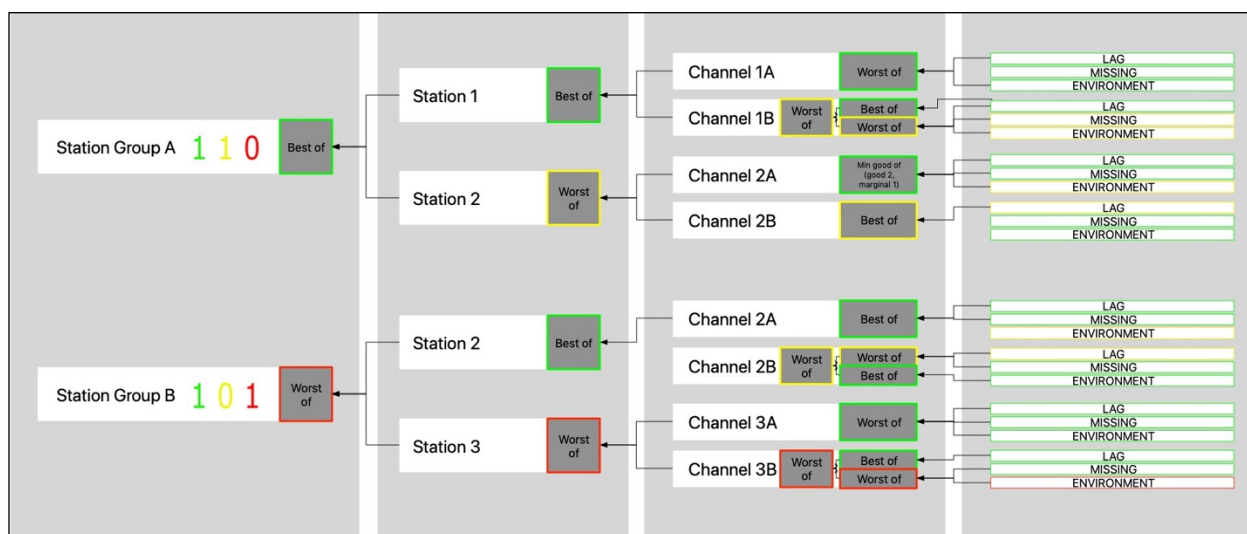 Station Group A 1 1 0 Best of
Station 1 Best of
Channel 1A Worst of
LAG
MISSING
ENVIRONMENT
Channel 1B Worst of
Best of
Worst of
LAG
MISSING
ENVIRONMENT
Station 2 Worst of
Channel 2A
Min good of
(good 2,
marginal 1)
LAG
MISSING
ENVIRONMENT
Channel 2B Best of
LAG
MISSING
ENVIRONMENT
Station Group B 1 0 1 Worst of
Station 2 Best of
Channel 2A Best of
LAG
MISSING
ENVIRONMENT
Channel 2B Worst of
Worst of
Best of
LAG
MISSING
ENVIRONMENT
Station 3 Worst of
Channel 3A Worst of
LAG
MISSING
ENVIRONMENT
Channel 3B Worst of
Best of
Worst of
LAG
MISSING
ENVIRONMENT